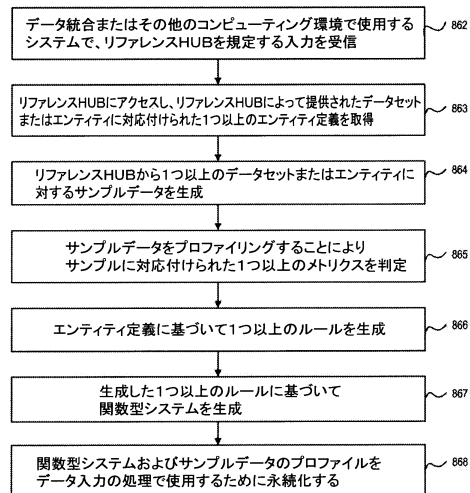 データ統合またはその他のコンピューティング環境で使用する
システムで、リファレンスHUBを規定する入力を受信
862
リファレンスHUBにアクセスし、リファレンスHUBによって提供されたデータセット
またはエンティティに対応付けられた1つ以上のエンティティ定義を取得
863
リファレンスHUBから1つ以上のデータセットまたはエンティティに
対するサンプルデータを生成
864
サンプルデータをプロファイリングすることにより
サンプルに対応付けられた1つ以上のメトリクスを判定
865
エンティティ定義に基づいて1つ以上のルールを生成
866
生成した1つ以上のルールに基づいて
関数型システムを生成
867
関数型システムおよびサンプルデータのプロファイルを
データ入力の処理で使用するために永続化する
868